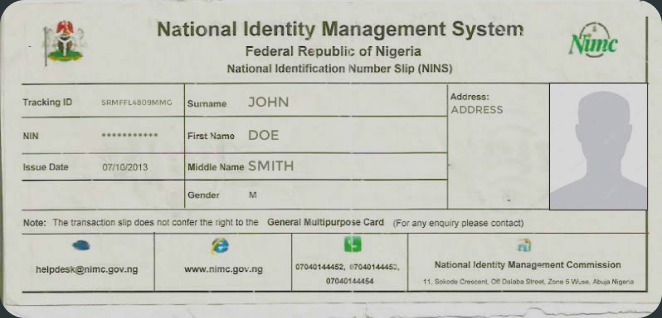 National Identity Management System
Federal Republic of Nigeria
National Identification Number Slip (NINS)
Nimc
Tracking ID SRMFFL4809MMG Surname JOHN Address:
ADDRESS
NIN *********** First Name DOE
Issue Date 07/10/2013 Middle Name SMITH
Gender M
Note: The transaction slip does not confer the right to the General Multipurpose Card (For any enquiry please contact)
helpdesk@nimc.gov.ng www.nimc.gov.ng 07040144452, 07040144453, National Identity Management Commission
07040144454 11, Sokode Crescent, Off Dalaba Street, Zone 5 Wuse, Abuja Nigeria